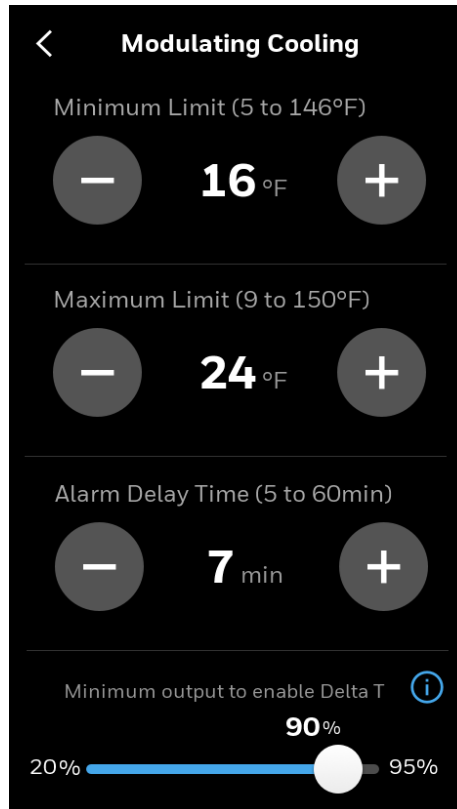 Modulating Cooling
Minimum Limit (5 to 146°F)
16 °F
Maximum Limit (9 to 150°F)
24 °F
Alarm Delay Time (5 to 60min)
7 min
Minimum output to enable Delta T
90%
20% 95%